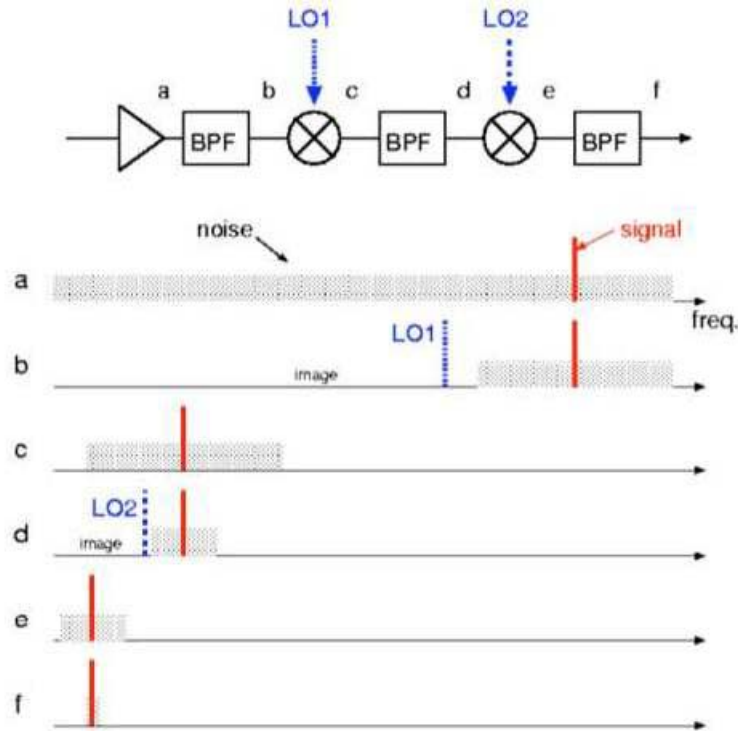 LO1 LO2
a b c d e f
BPF BPF BPF
noise signal
a
freq.
LO1
b image
c
LO2
d image
e
f